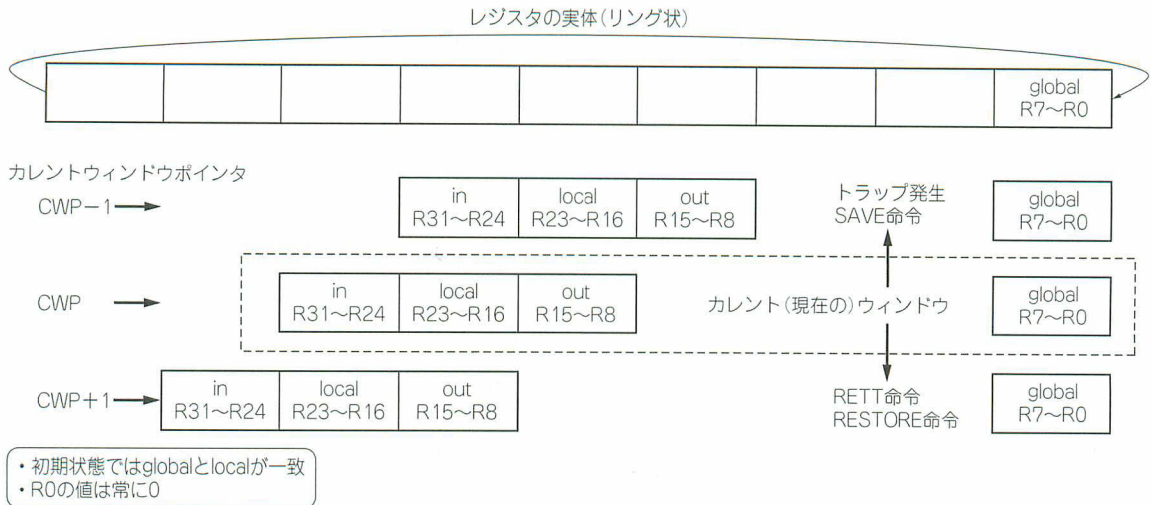 レジスタの実体(リング状)
global
R7〜R0
カレントウィンドウポインタ
CWP−1
in
R31〜R24
local
R23〜R16
out
R15〜R8
トラップ発生
SAVE命令
global
R7〜R0
CWP
in
R31〜R24
local
R23〜R16
out
R15〜R8
カレント(現在の)ウィンドウ
global
R7〜R0
CWP+1
in
R31〜R24
local
R23〜R16
out
R15〜R8
RETT命令
RESTORE命令
global
R7〜R0
・初期状態ではglobalとlocalが一致
・R0の値は常に0